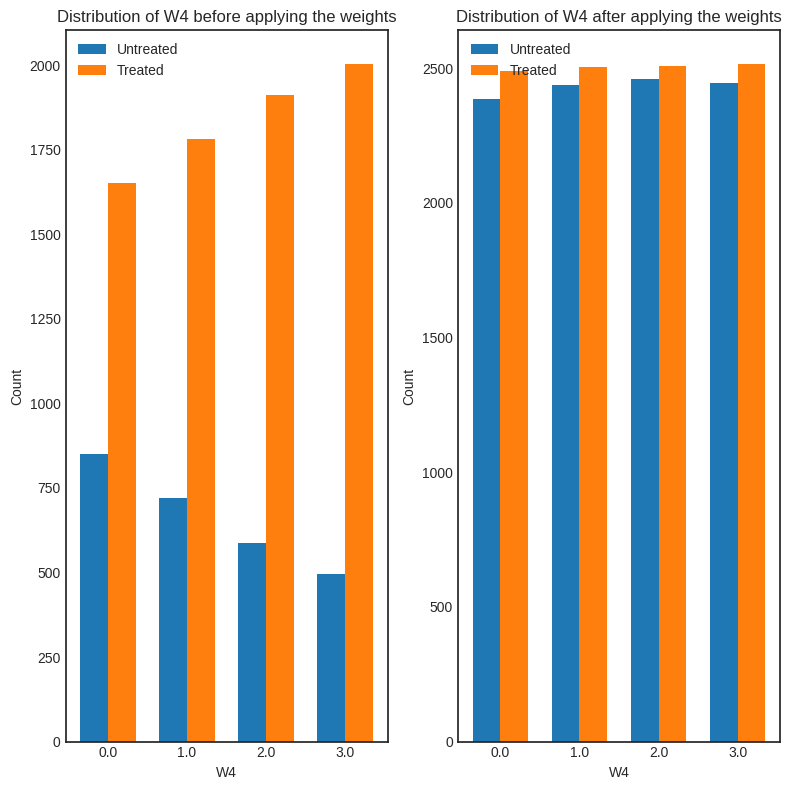 Distribution of W4 before applying the weights
Untreated
Treated
2000
1750
1500
1250
1000
750
500
250
0
Count
0.0 1.0 2.0 3.0
W4
Distribution of W4 after applying the weights
Untreated
Treated
2500
2000
1500
1000
500
0
Count
0.0 1.0 2.0 3.0
W4